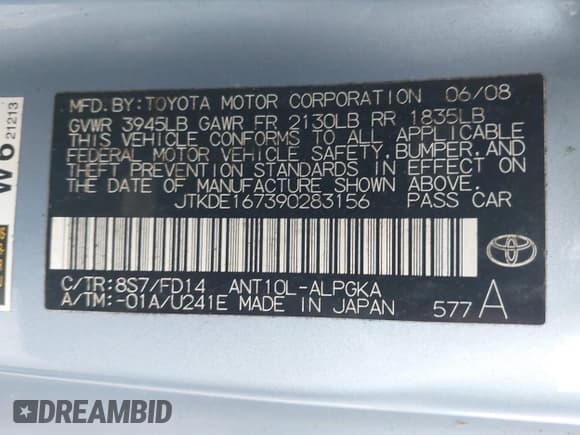 MFD.BY:TOYOTA MOTOR CORPORATION 06/08
GVWR 3945LB GAWR FR 2130LB RR 1835LB
THIS VEHICLE CONFORMS TO ALL APPLICABLE
FEDERAL MOTOR VEHICLE SAFETY,BUMPER,AND
THEFT PREVENTION STANDARDS IN EFFECT ON
THE DATE OF MANUFACTURE SHOWN ABOVE.
JTKDE167390283156 PASS CAR
C/TR:8S7/FD14 ANT10L-ALPGKA
A/TM:-01A/U241E MADE IN JAPAN 577 A
W6
21213
DREAMBID